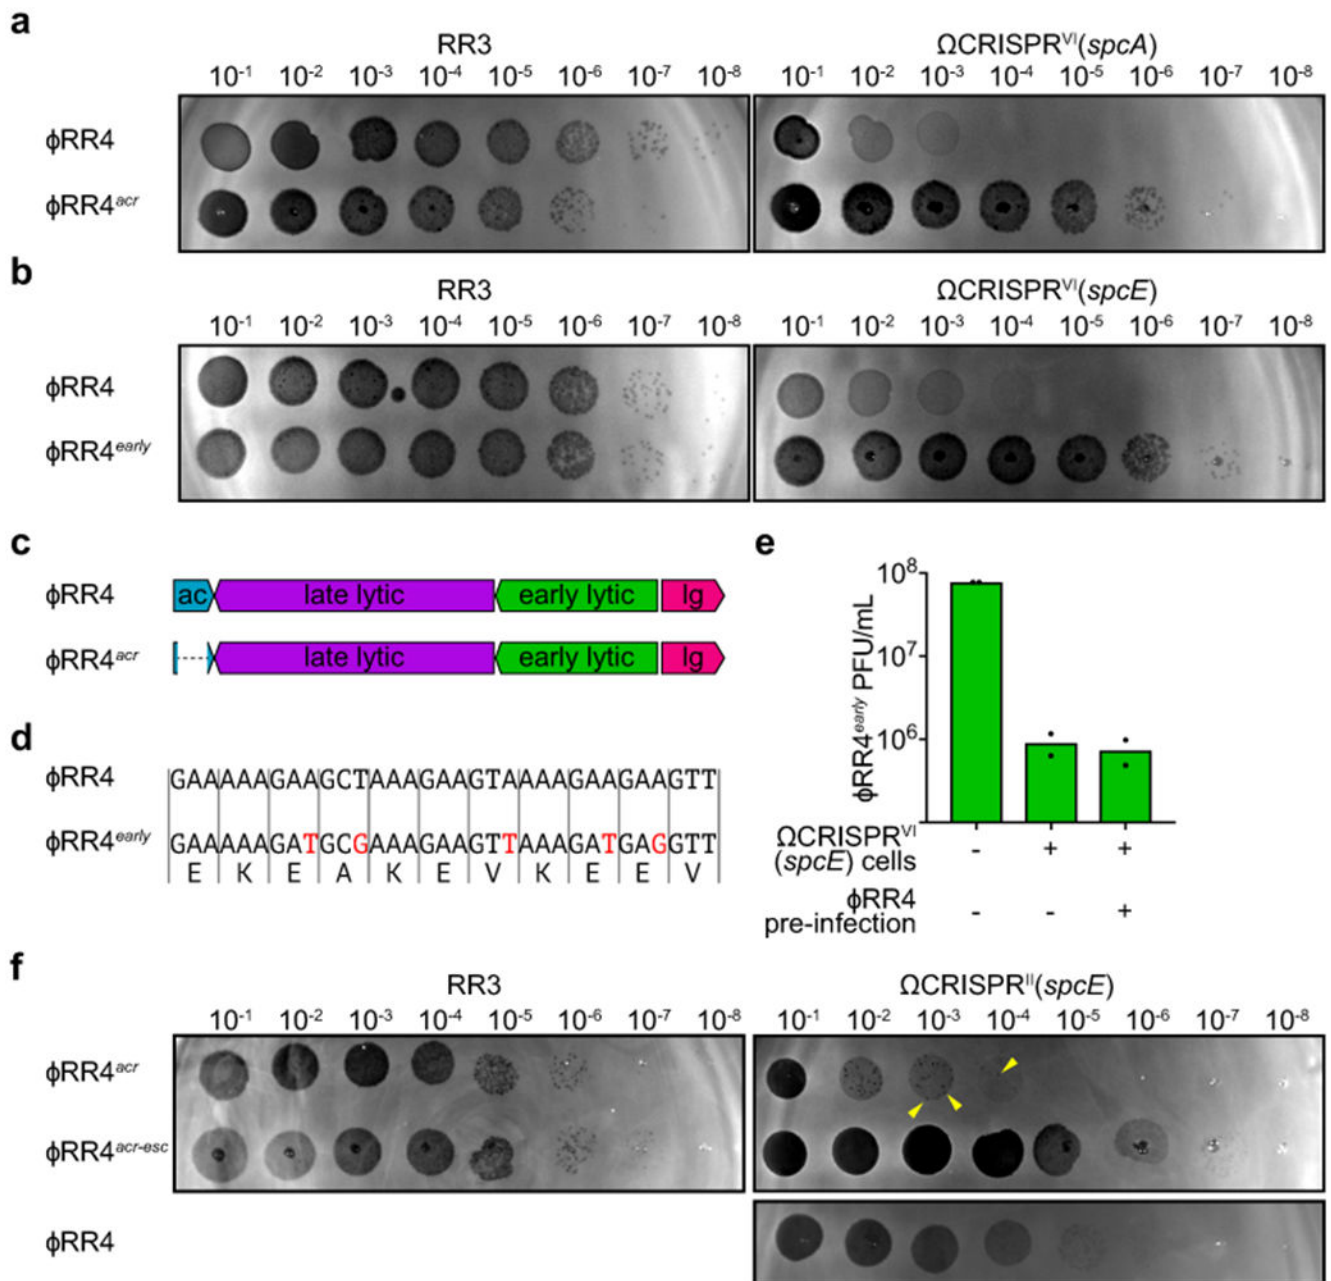 a
RR3
ΩCRISPRⱽᴵ(spcA)
10⁻¹ 10⁻² 10⁻³ 10⁻⁴ 10⁻⁵ 10⁻⁶ 10⁻⁷ 10⁻⁸ 10⁻¹ 10⁻² 10⁻³ 10⁻⁴ 10⁻⁵ 10⁻⁶ 10⁻⁷ 10⁻⁸
ϕRR4
ϕRR4ᵃᶜʳ
b
RR3
ΩCRISPRⱽᴵ(spcE)
10⁻¹ 10⁻² 10⁻³ 10⁻⁴ 10⁻⁵ 10⁻⁶ 10⁻⁷ 10⁻⁸ 10⁻¹ 10⁻² 10⁻³ 10⁻⁴ 10⁻⁵ 10⁻⁶ 10⁻⁷ 10⁻⁸
ϕRR4
ϕRR4ᵉᵃʳˡʸ
c
ϕRR4 ac late lytic early lytic lg
ϕRR4ᵃᶜʳ late lytic early lytic lg
d
ϕRR4 GAAAAAGAAGCTAAAGAAGTAAAAGAAGAAGTT
ϕRR4ᵉᵃʳˡʸ GAAAAAGATGCGAAAGAAGTTAAAGATGAGGTT
E K E A K E V K E E V
e
ϕRR4ᵉᵃʳˡʸ PFU/mL
10⁸
10⁷
10⁶
ΩCRISPRⱽᴵ
(spcE) cells - + +
ϕRR4
pre-infection - - +
f
RR3
ΩCRISPRᴵᴵ(spcE)
10⁻¹ 10⁻² 10⁻³ 10⁻⁴ 10⁻⁵ 10⁻⁶ 10⁻⁷ 10⁻⁸ 10⁻¹ 10⁻² 10⁻³ 10⁻⁴ 10⁻⁵ 10⁻⁶ 10⁻⁷ 10⁻⁸
ϕRR4ᵃᶜʳ
ϕRR4ᵃᶜʳ⁻ᵉˢᶜ
ϕRR4